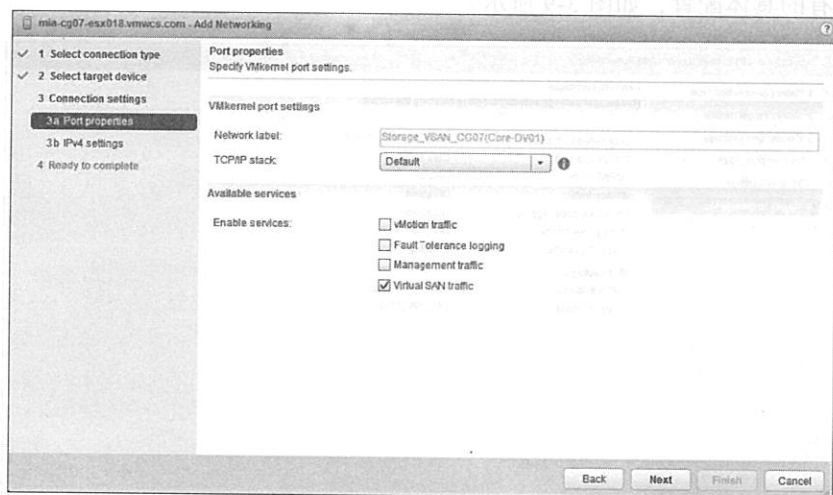 mia-cg07-esx018.vmwcs.com - Add Networking
?
1 Select connection type
2 Select target device
3 Connection settings
3a Port properties
3b IPv4 settings
4 Ready to complete
Port properties
Specify VMkernel port settings.
VMkernel port settings
Network label:
Storage_VSAN_CG07(Core-DV01)
TCP/IP stack:
Default
Available services
Enable services:
vMotion traffic
Fault Tolerance logging
Management traffic
Virtual SAN traffic
Back
Next
Finish
Cancel